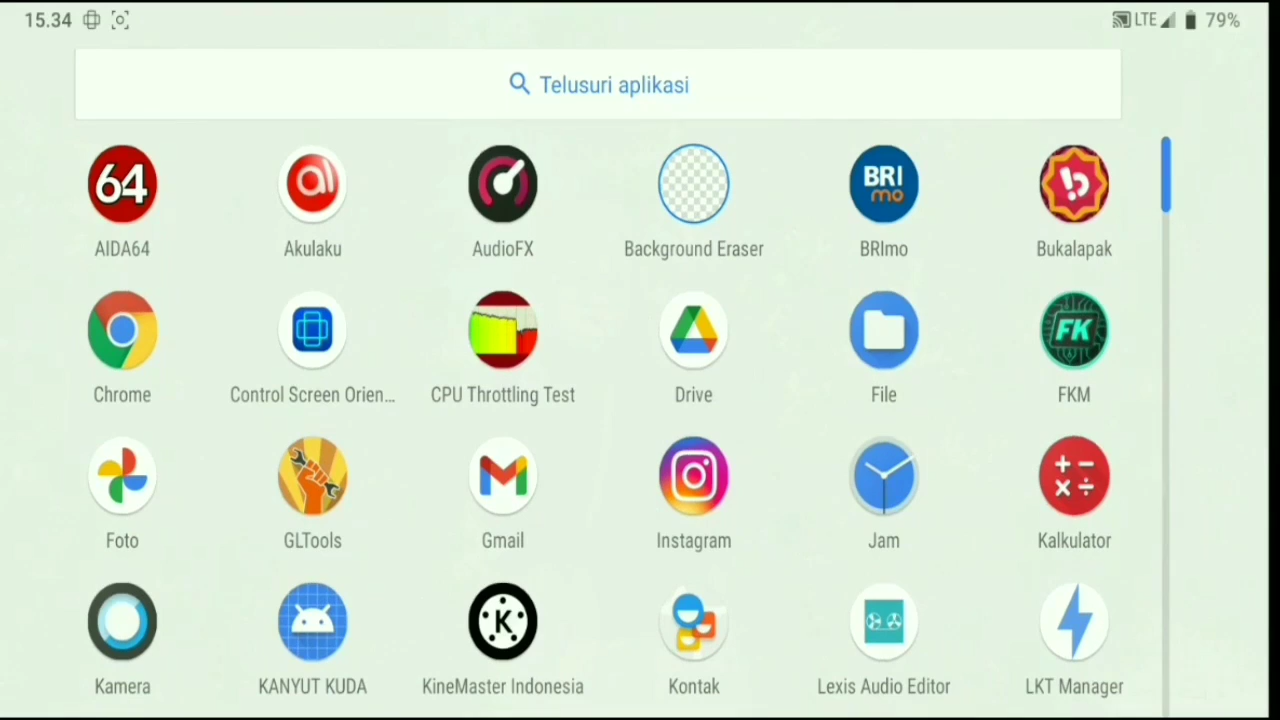 15.34
LTE 79%
Telusuri aplikasi
64
al
BRI
mo
AIDA64 Akulaku AudioFX Background Eraser BRImo Bukalapak
FK
Chrome Control Screen Orien... CPU Throttling Test Drive File FKM
Foto GLTools Gmail Instagram Jam Kalkulator
K
Kamera KANYUT KUDA KineMaster Indonesia Kontak Lexis Audio Editor LKT Manager